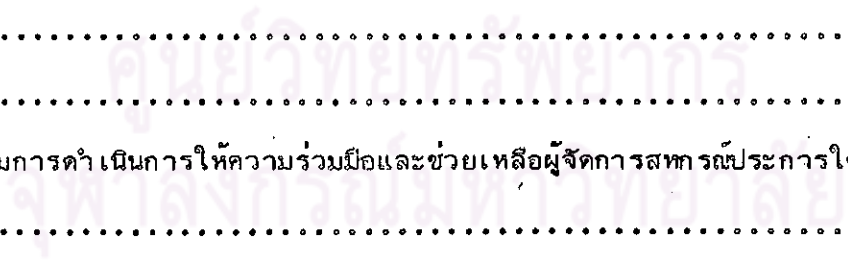 ............................................................
ศูนย์วิทยทรัพยากร
............................................................
มการดำเนินการให้ความร่วมมือและช่วยเหลือผู้จัดการสหกรณ์ประการใด
จุฬาลงกรณ์มหาวิทยาลัย
............................................................